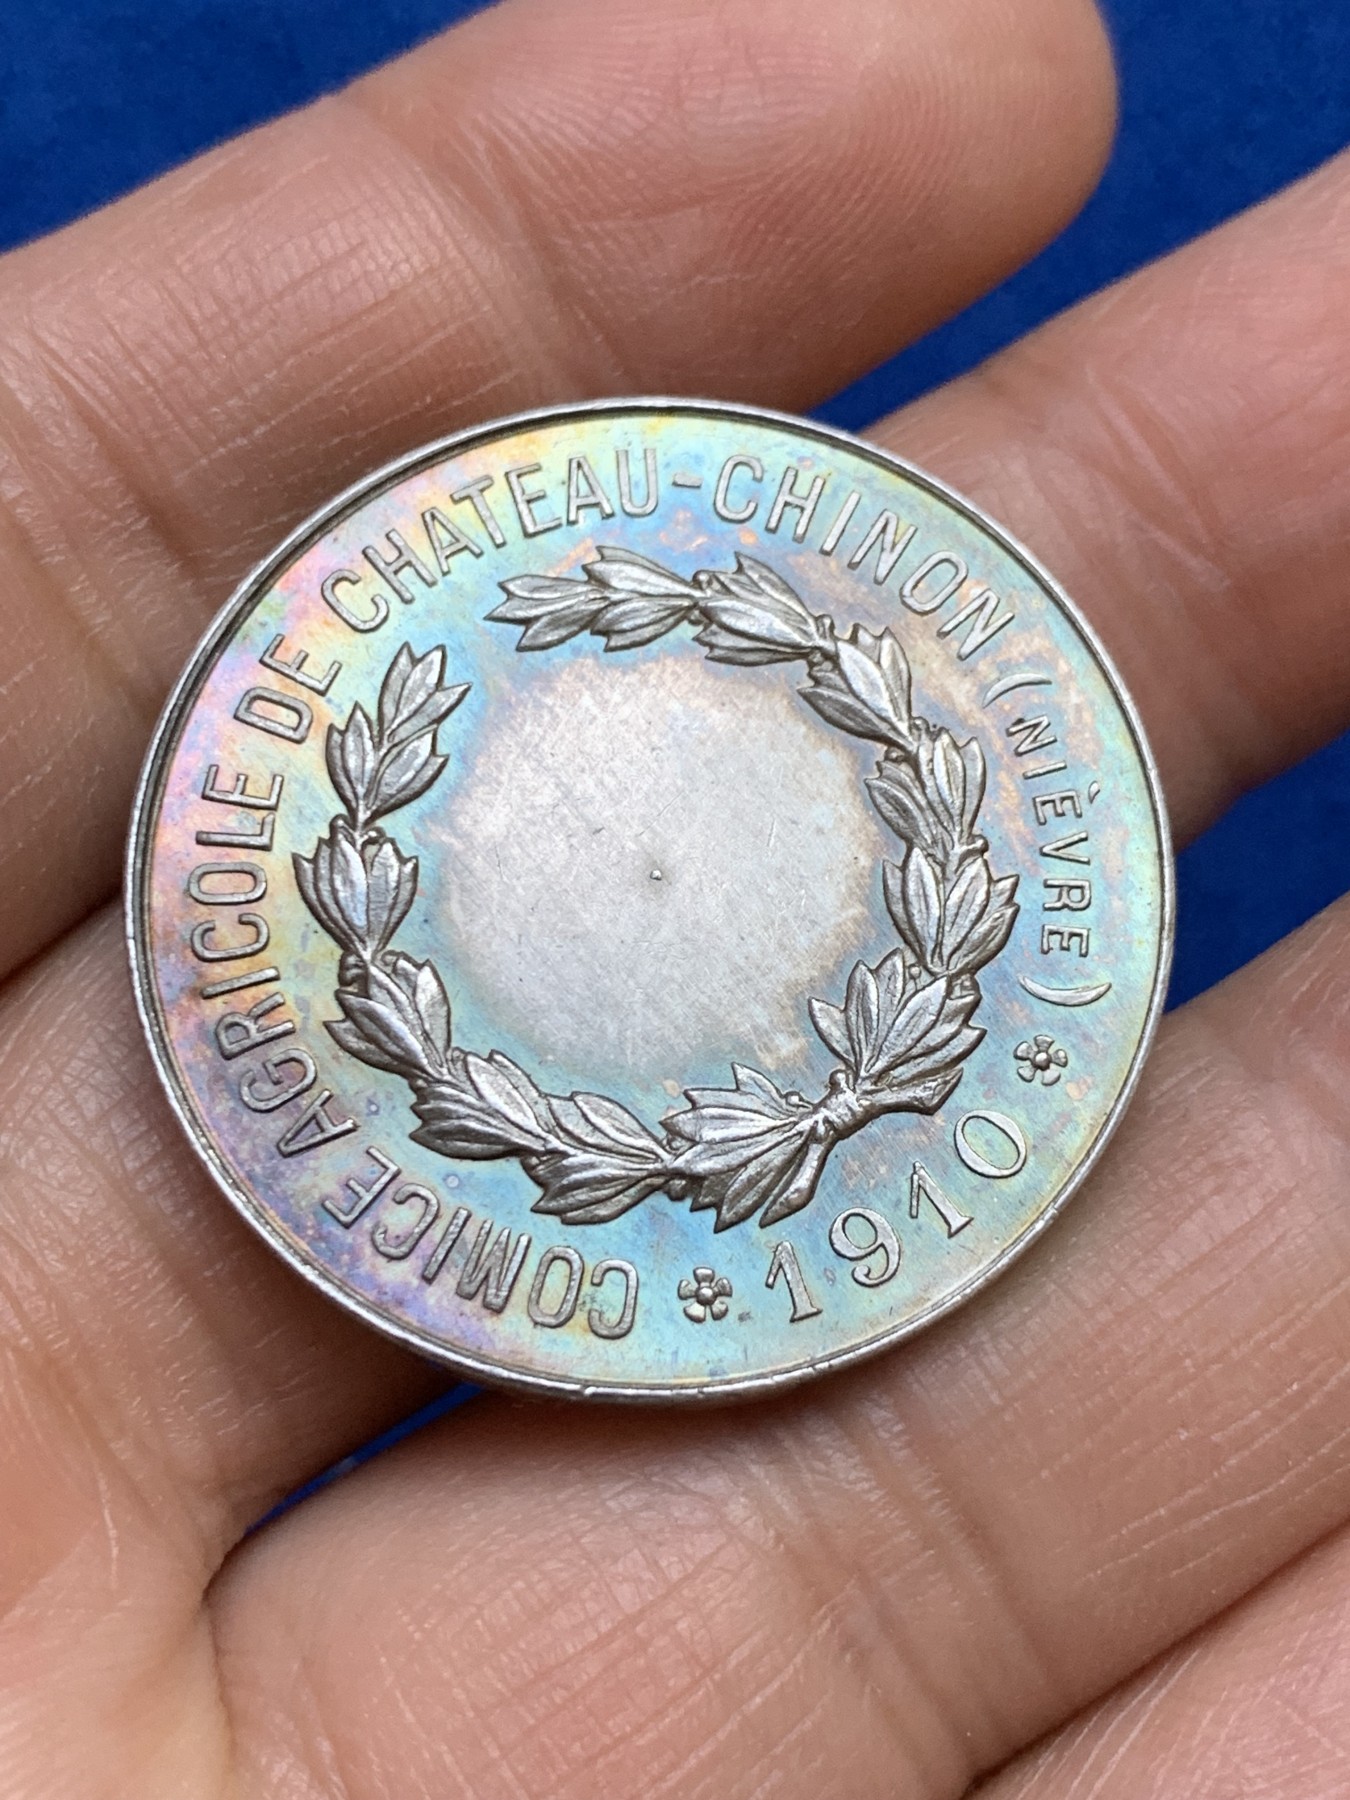 COMICE AGRICOLE DE CHATEAU-CHINON (NIÈVRE)
1910